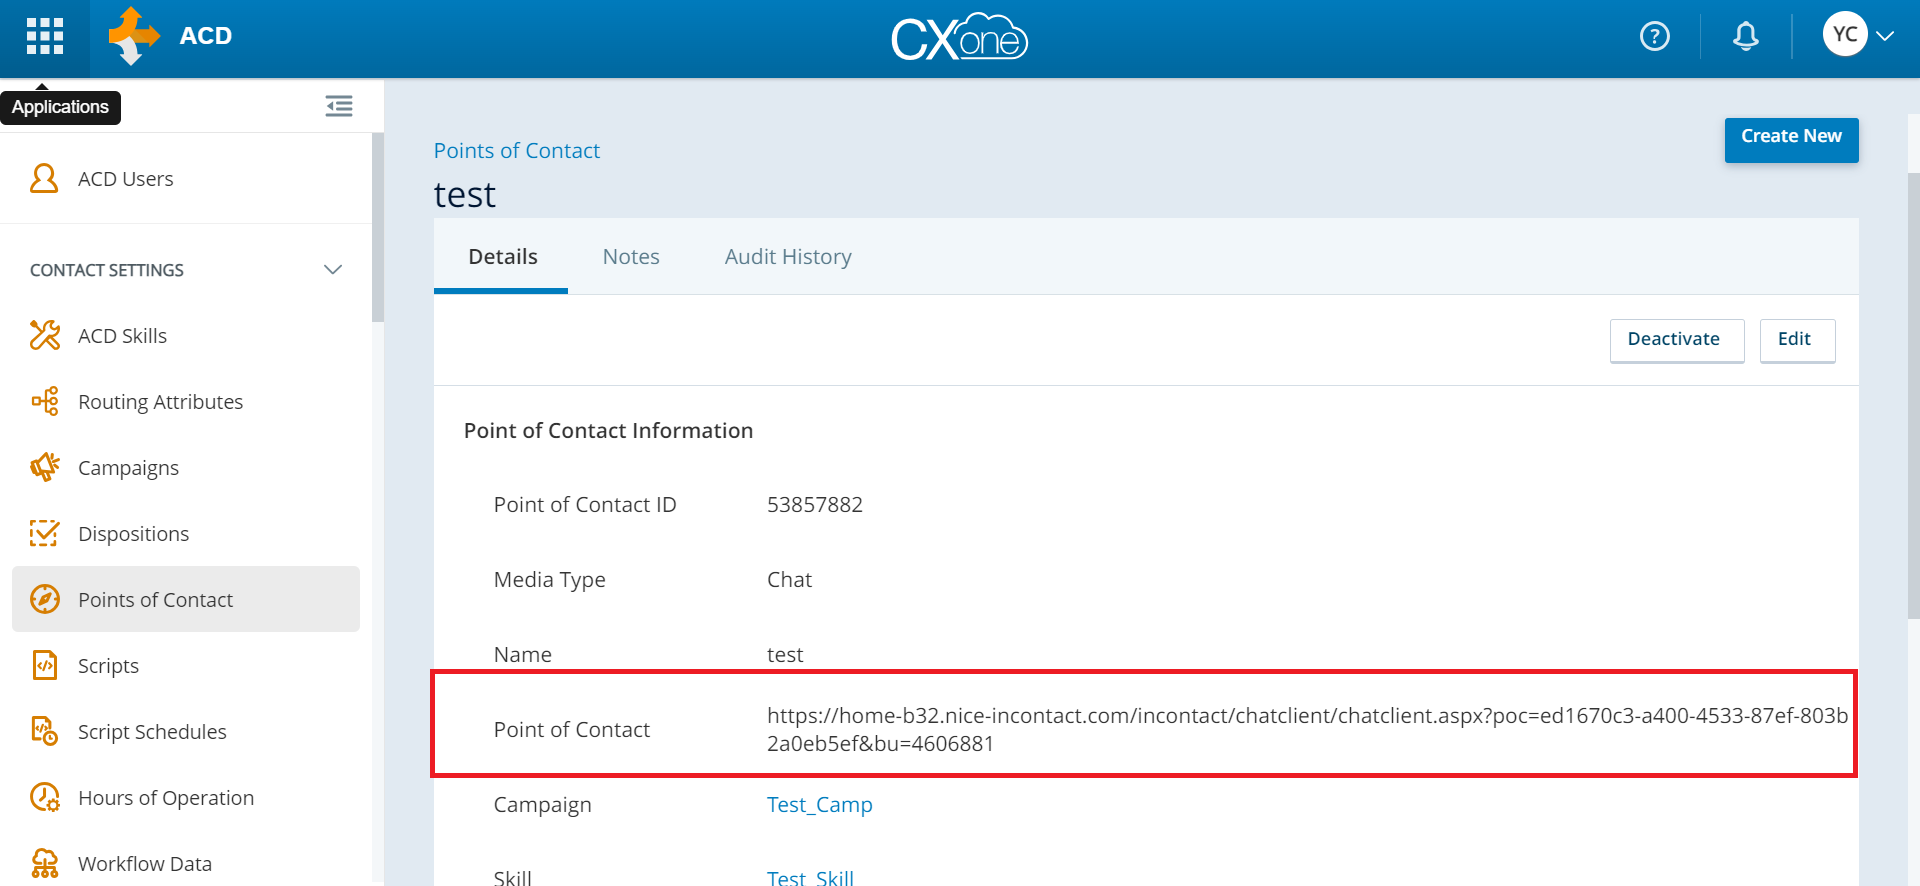 ACD
CXone
?
YC
Applications
ACD Users
CONTACT SETTINGS
ACD Skills
Routing Attributes
Campaigns
Dispositions
Points of Contact
Scripts
Script Schedules
Hours of Operation
Workflow Data
Points of Contact
Create New
test
Details
Notes
Audit History
Deactivate
Edit
Point of Contact Information
Point of Contact ID
53857882
Media Type
Chat
Name
test
Point of Contact
https://home-b32.nice-incontact.com/incontact/chatclient/chatclient.aspx?poc=ed1670c3-a400-4533-87ef-803b
2a0eb5ef&bu=4606881
Campaign
Test_Camp
Skill
Test_Skill